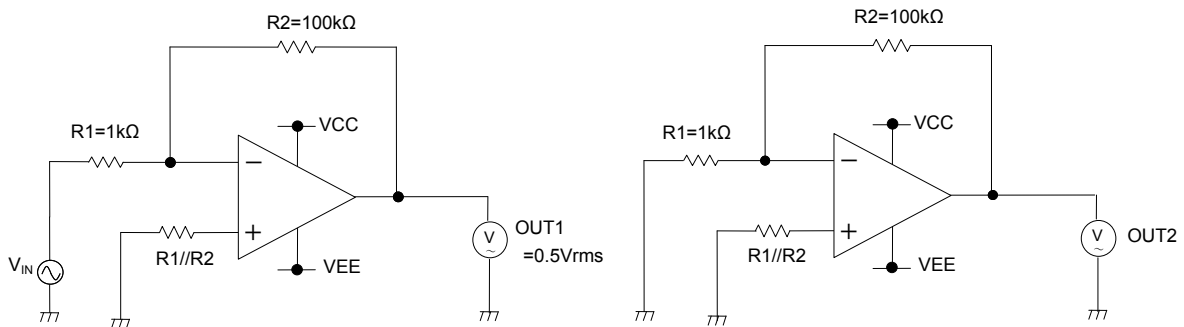 R2=100kΩ
R1=1kΩ
VCC
−
+
R1//R2
VEE
VIN
V
~
OUT1
=0.5Vrms
R2=100kΩ
R1=1kΩ
VCC
−
+
R1//R2
VEE
V
~
OUT2